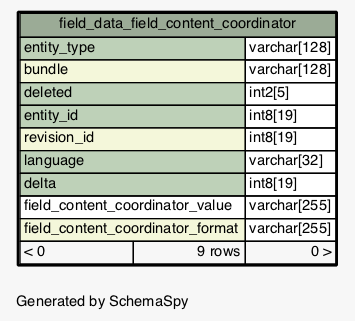 field_data_field_content_coordinator
entity_type varchar[128]
bundle varchar[128]
deleted int2[5]
entity_id int8[19]
revision_id int8[19]
language varchar[32]
delta int8[19]
field_content_coordinator_value varchar[255]
field_content_coordinator_format varchar[255]
< 0 9 rows 0 >
Generated by SchemaSpy